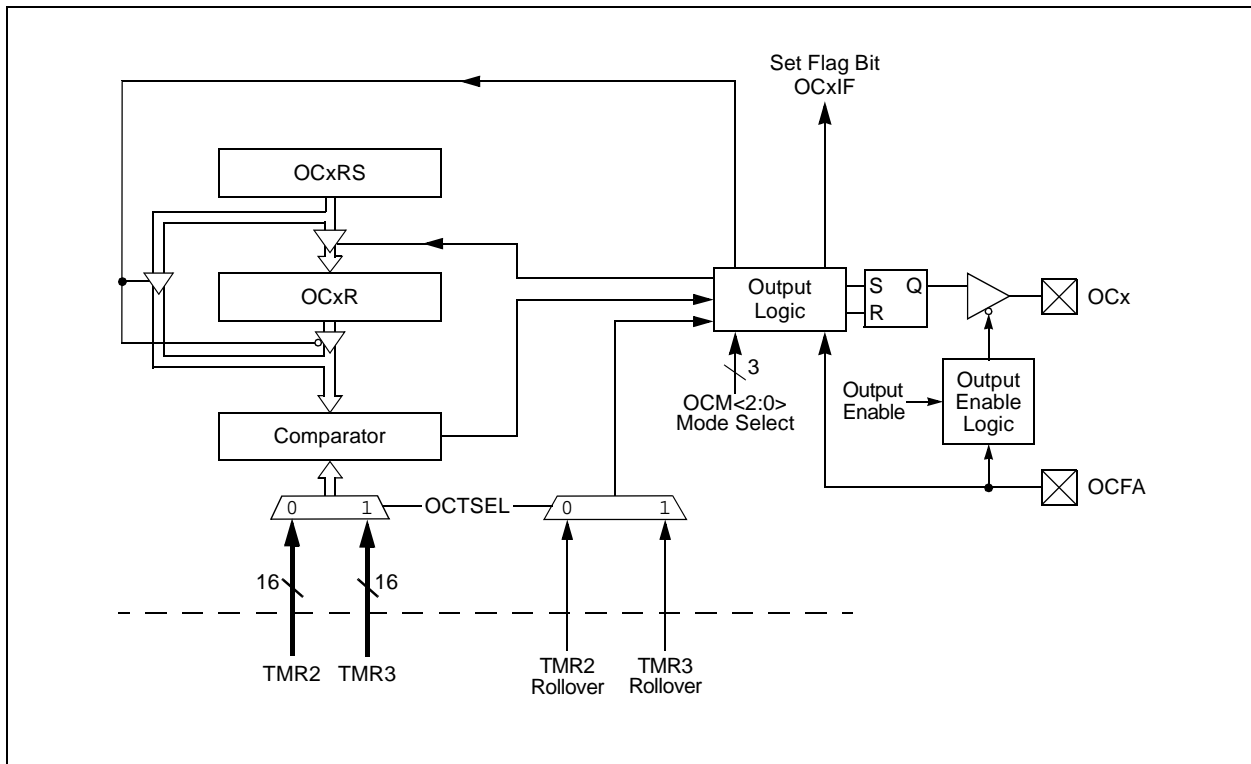 Set Flag Bit
OCxIF
OCxRS
OCxR
Comparator
Output
Logic
S Q
R
OCx
3
OCM<2:0>
Mode Select
Output
Enable
Output
Enable
Logic
OCFA
0 1
OCTSEL
0 1
16
16
TMR2
TMR3
TMR2
Rollover
TMR3
Rollover